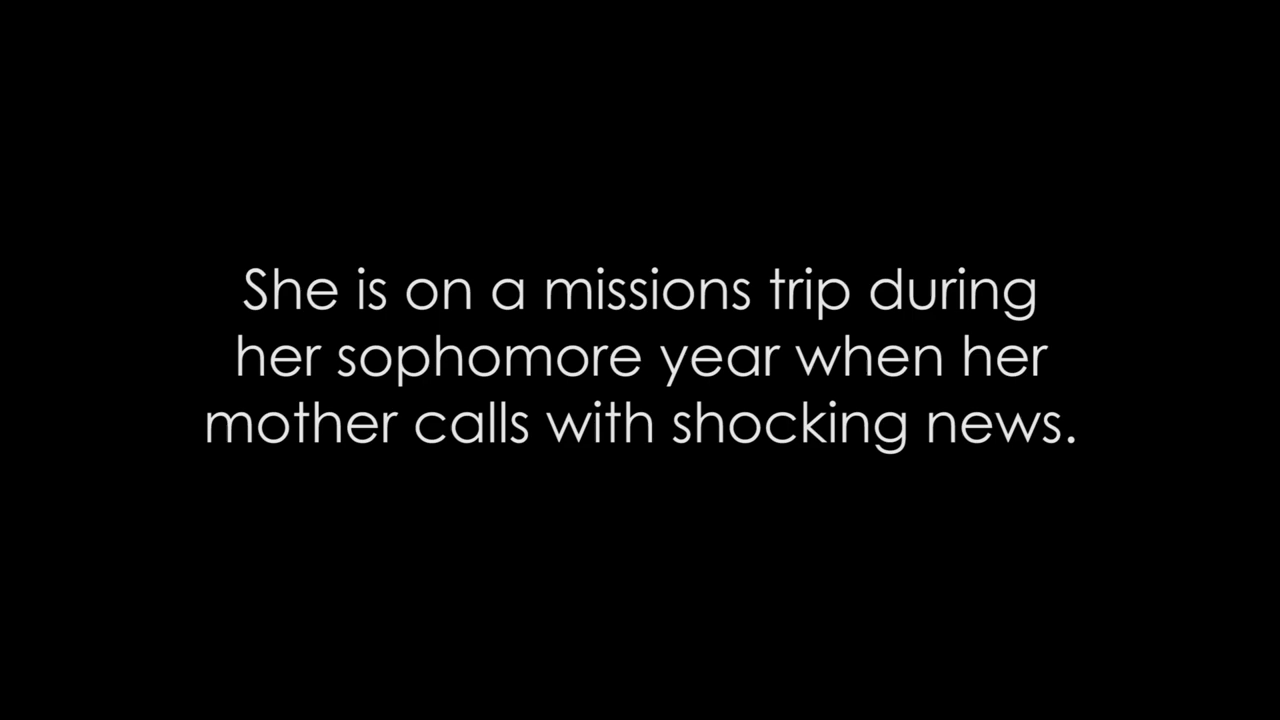 She is on a missions trip during
her sophomore year when her
mother calls with shocking news.